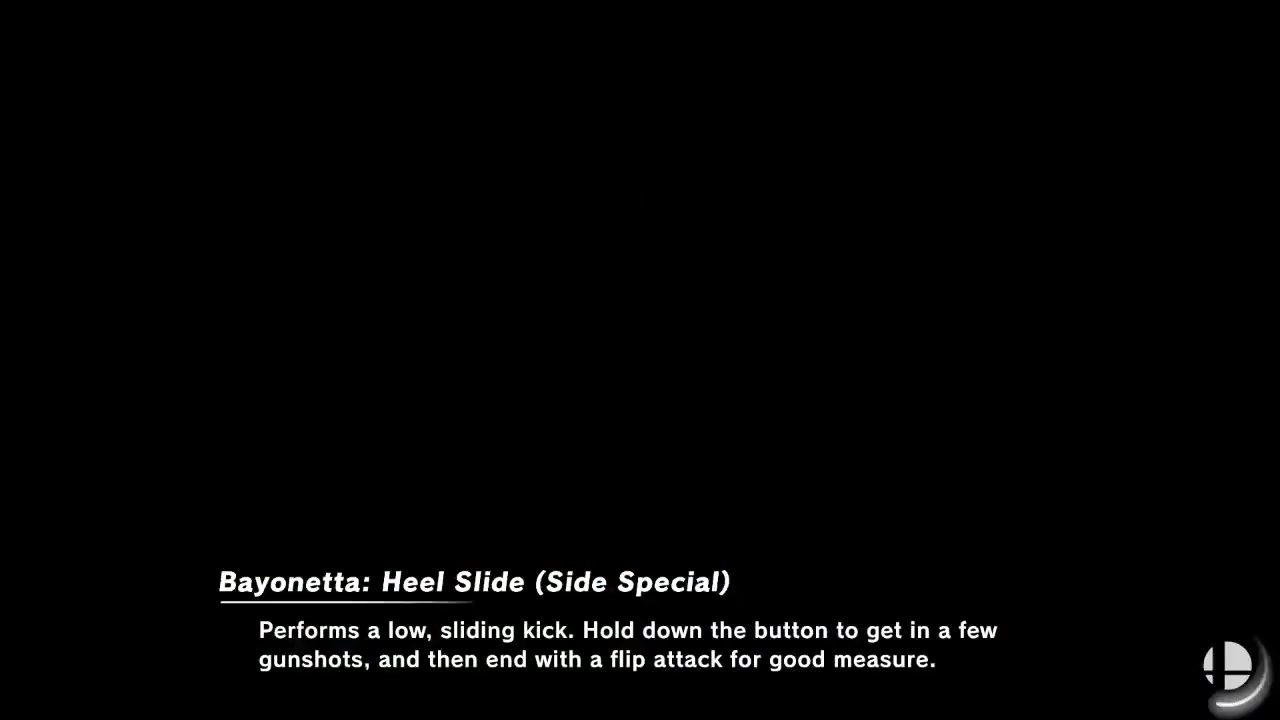 Bayonetta: Heel Slide (Side Special)
Performs a low, sliding kick. Hold down the button to get in a few
gunshots, and then end with a flip attack for good measure.